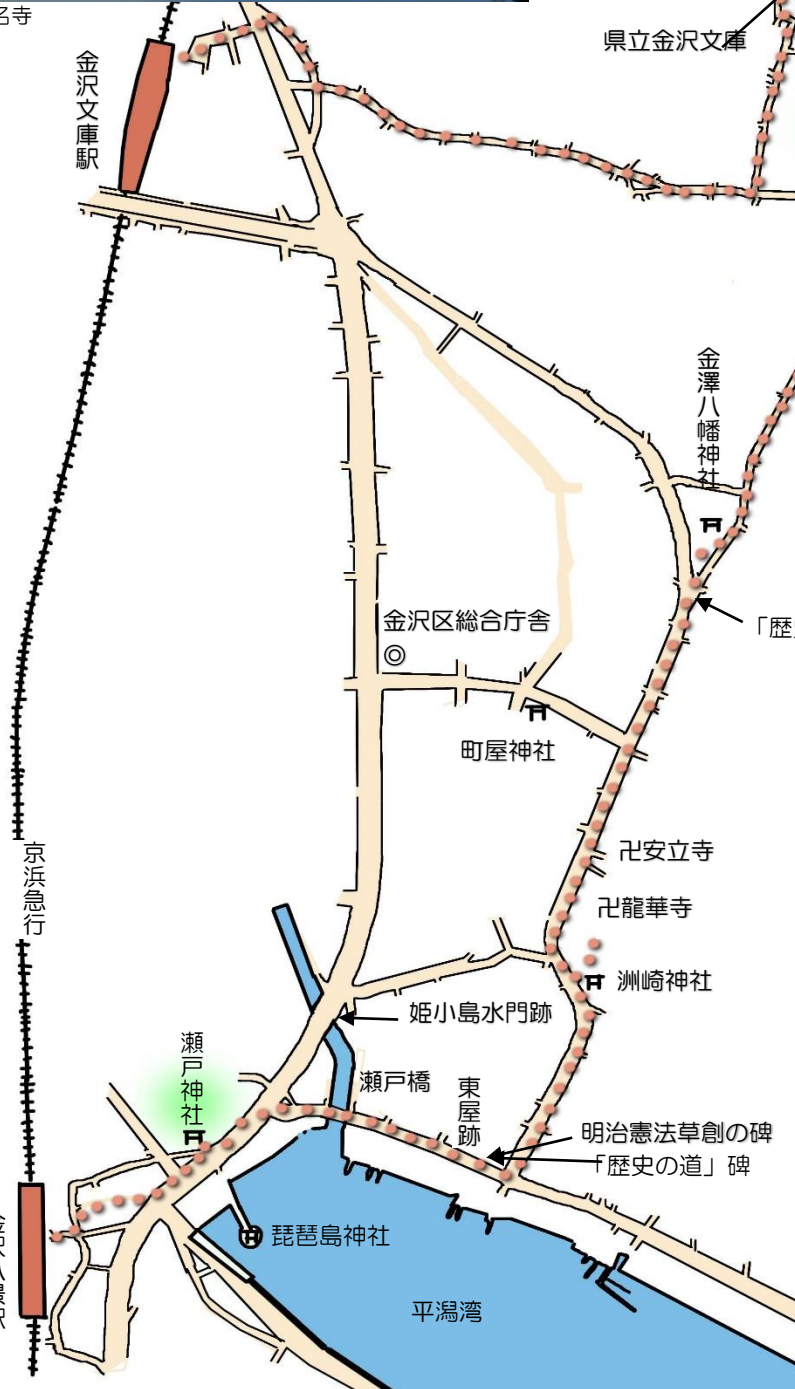 名寺
県立金沢文庫
金沢文庫駅
金澤八幡神社
「歴
金沢区総合庁舎
町屋神社
京浜急行
卍安立寺
卍龍華寺
洲崎神社
姫小島水門跡
瀬戸神社
瀬戸橋
東屋跡
明治憲法草創の碑
「歴史の道」碑
琵琶島神社
平潟湾